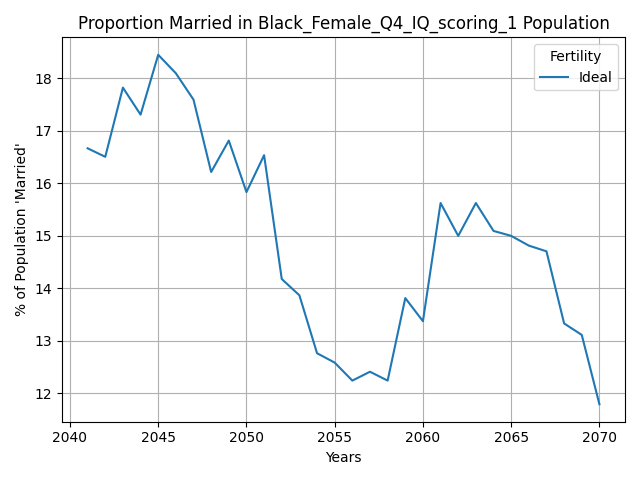 Proportion Married in Black_Female_Q4_IQ_scoring_1 Population
Fertility
Ideal
% of Population 'Married'
18
17
16
15
14
13
12
2040
2045
2050
2055
2060
2065
2070
Years